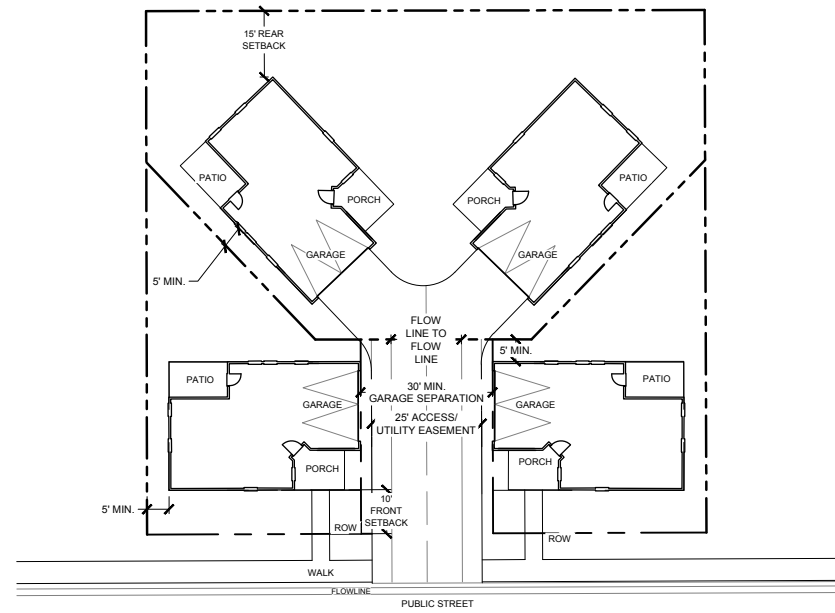 15' REAR
SETBACK
PATIO
PORCH
PORCH
PATIO
GARAGE
GARAGE
5' MIN.
FLOW
LINE TO
FLOW
LINE
5' MIN.
PATIO
30' MIN.
GARAGE SEPARATION
PATIO
GARAGE
GARAGE
25' ACCESS/
UTILITY EASEMENT
PORCH
PORCH
5' MIN.
10'
FRONT
SETBACK
ROW
ROW
WALK
FLOWLINE
PUBLIC STREET